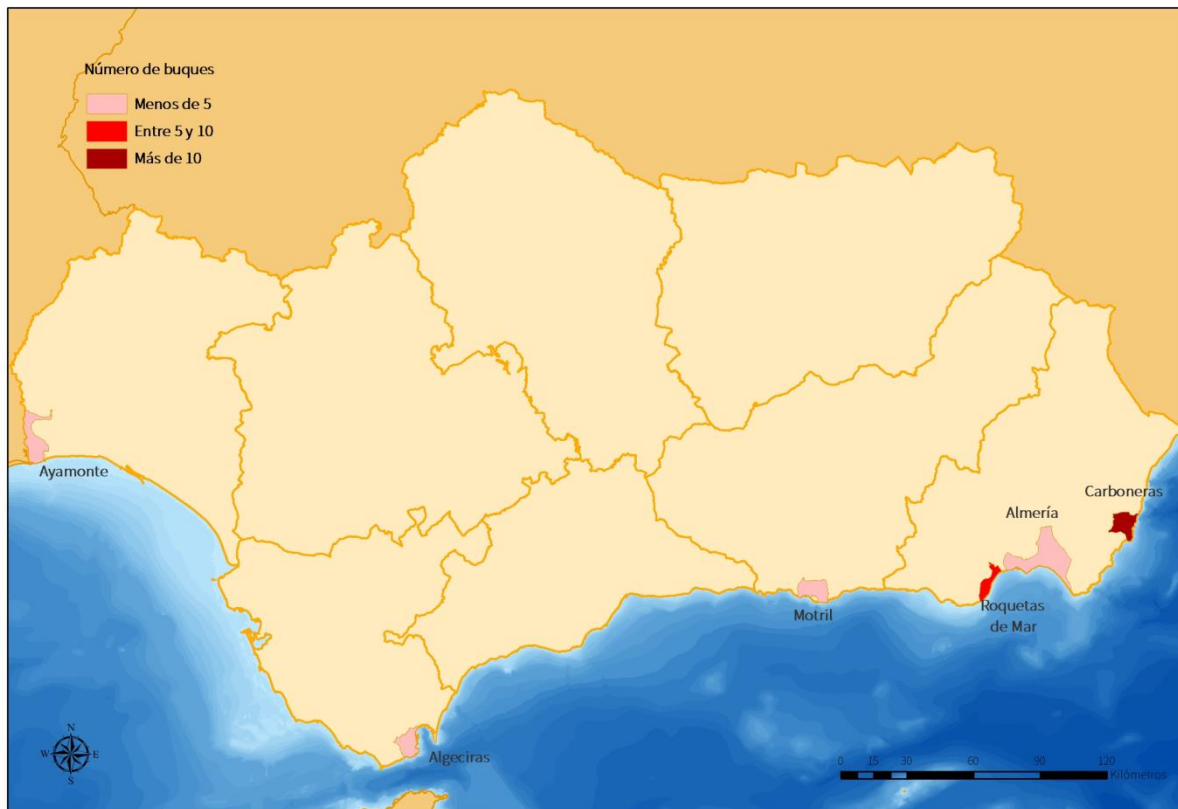 Número de buques
Menos de 5
Entre 5 y 10
Más de 10
Ayamonte
Carboneras
Almería
Roquetas
de Mar
Motril
Algeciras
N
W E
S
0 15 30 60 90 120
Kilómetros